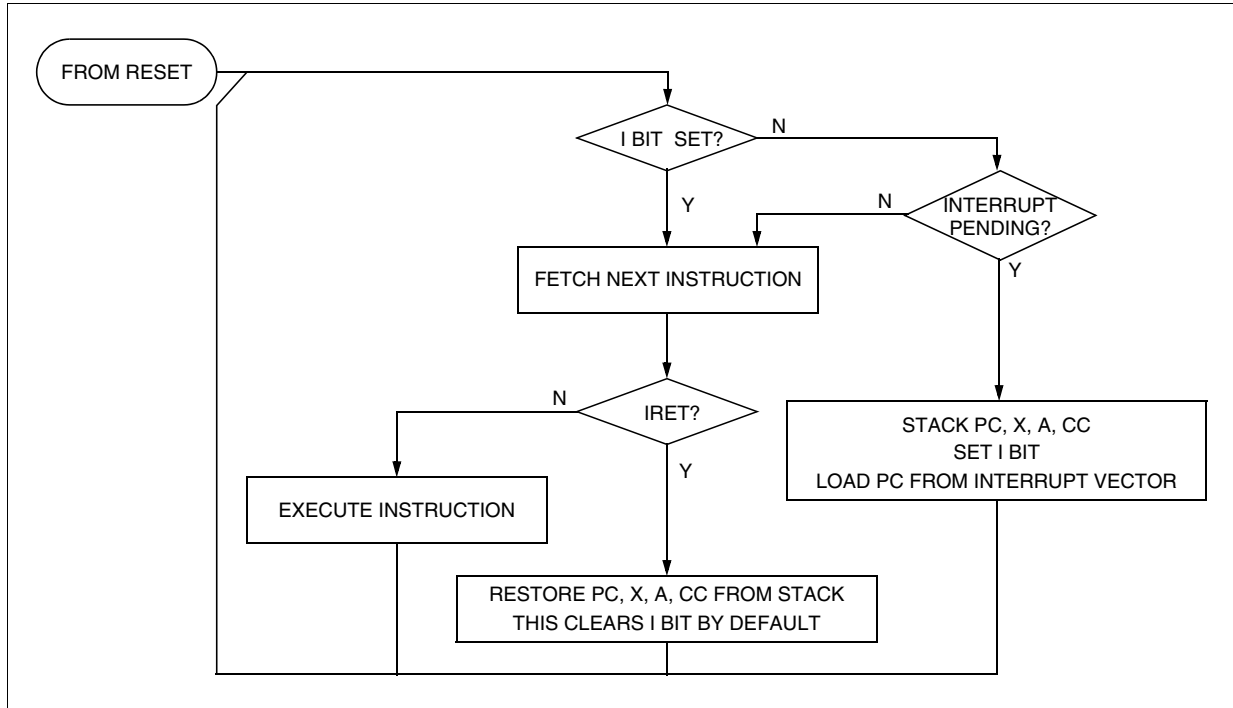 FROM RESET
I BIT SET?
N
Y
N
INTERRUPT
PENDING?
Y
FETCH NEXT INSTRUCTION
N
IRET?
Y
STACK PC, X, A, CC
SET I BIT
LOAD PC FROM INTERRUPT VECTOR
EXECUTE INSTRUCTION
RESTORE PC, X, A, CC FROM STACK
THIS CLEARS I BIT BY DEFAULT